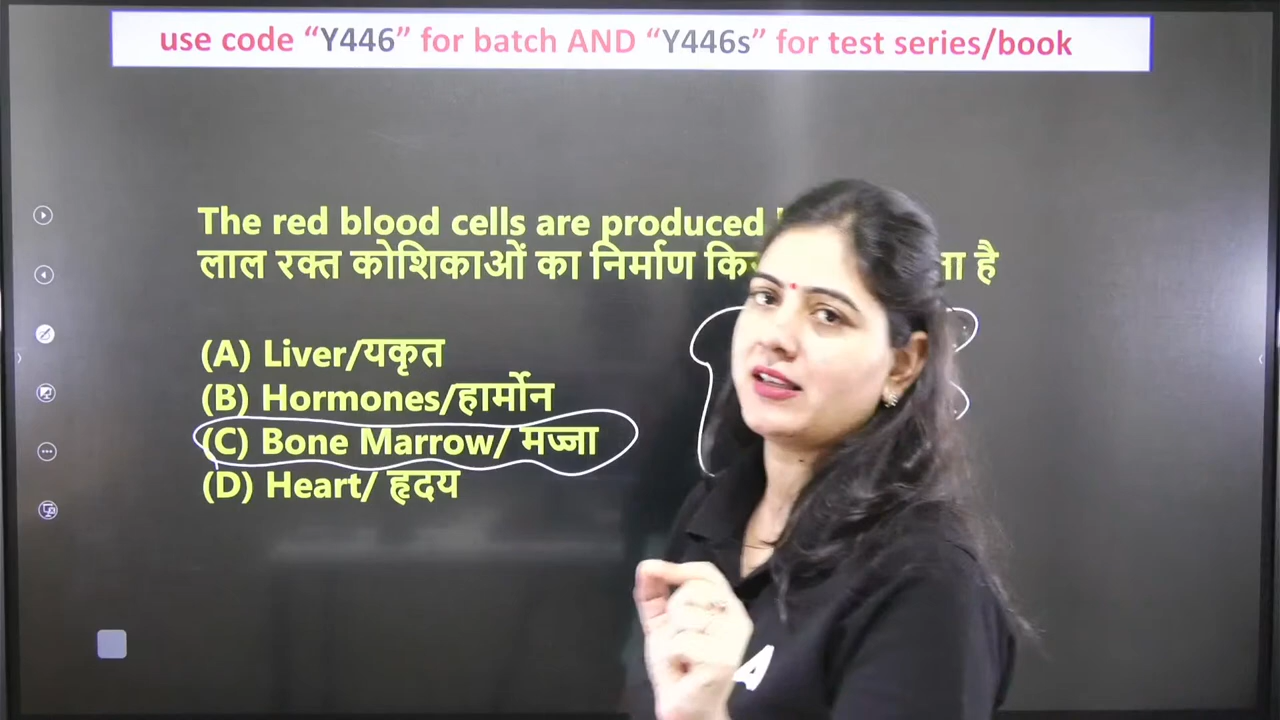 use code “Y446” for batch AND “Y446s” for test series/book
The red blood cells are produced
लाल रक्त कोशिकाओं का निर्माण है
(A) Liver/यकृत
(B) Hormones/हार्मोन
(C) Bone Marrow/ मज्जा
(D) Heart/ हृदय